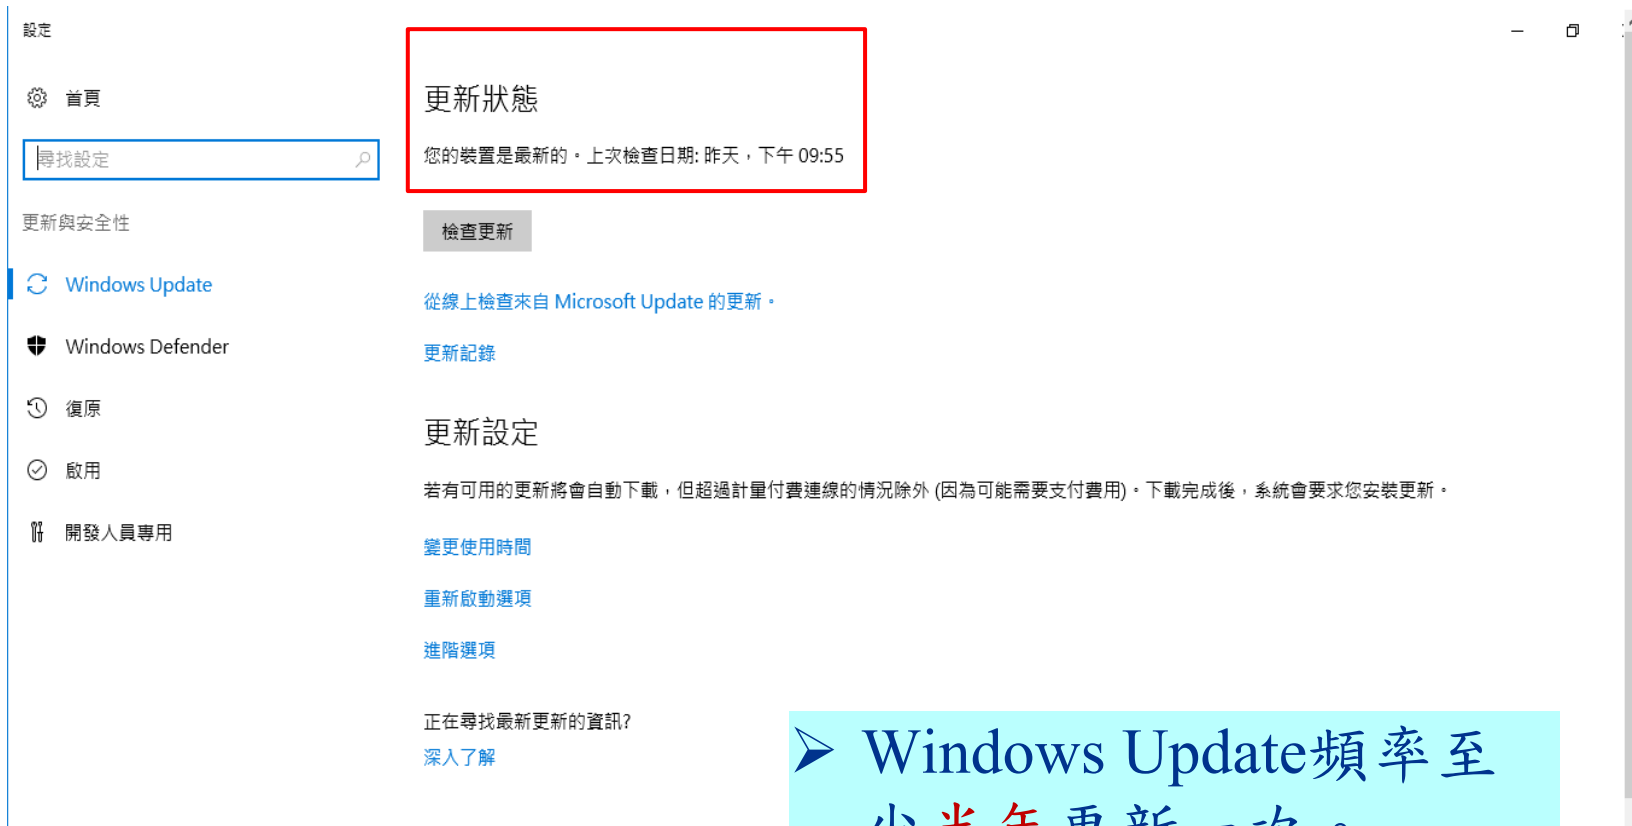 設定
首頁
尋找設定
更新與安全性
Windows Update
Windows Defender
復原
啟用
開發人員專用
更新狀態
您的裝置是最新的。上次檢查日期: 昨天，下午 09:55
檢查更新
從線上檢查來自 Microsoft Update 的更新。
更新記錄
更新設定
若有可用的更新將會自動下載，但超過計量付費連線的情況除外 (因為可能需要支付費用)。下載完成後，系統會要求您安裝更新。
變更使用時間
重新啟動選項
進階選項
正在尋找最新更新的資訊?
深入了解
➢ Windows Update頻率至
少半年更新一次。